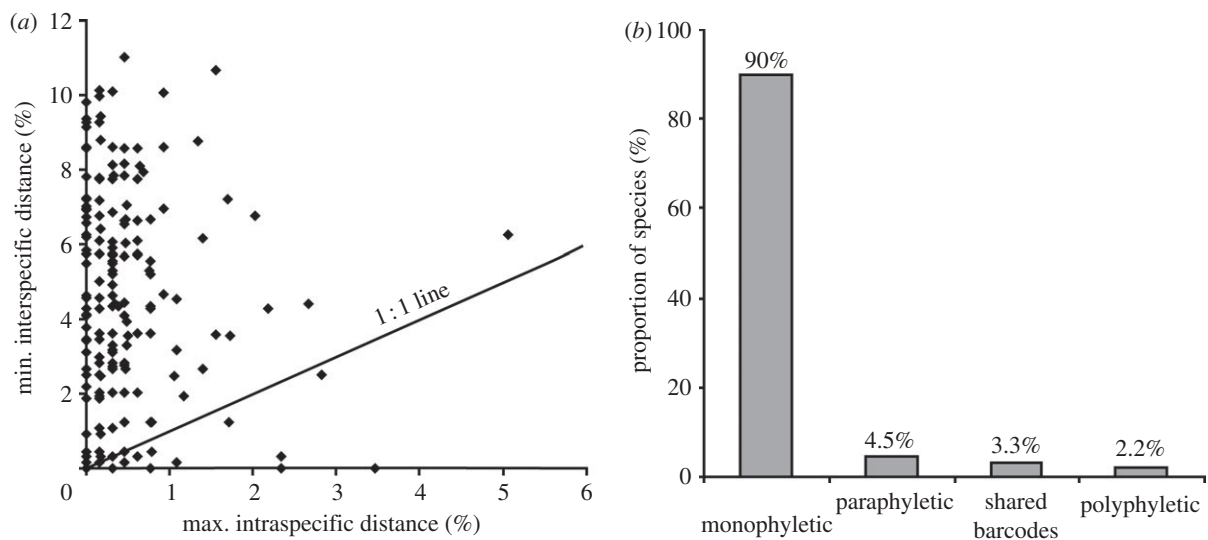 (a)
12
10
8
6
4
2
0
1
2
3
4
5
6
min. interspecific distance (%)
max. intraspecific distance (%)
1 : 1 line
(b)
100
80
60
40
20
0
proportion of species (%)
90%
4.5%
3.3%
2.2%
monophyletic
paraphyletic
shared
barcodes
polyphyletic